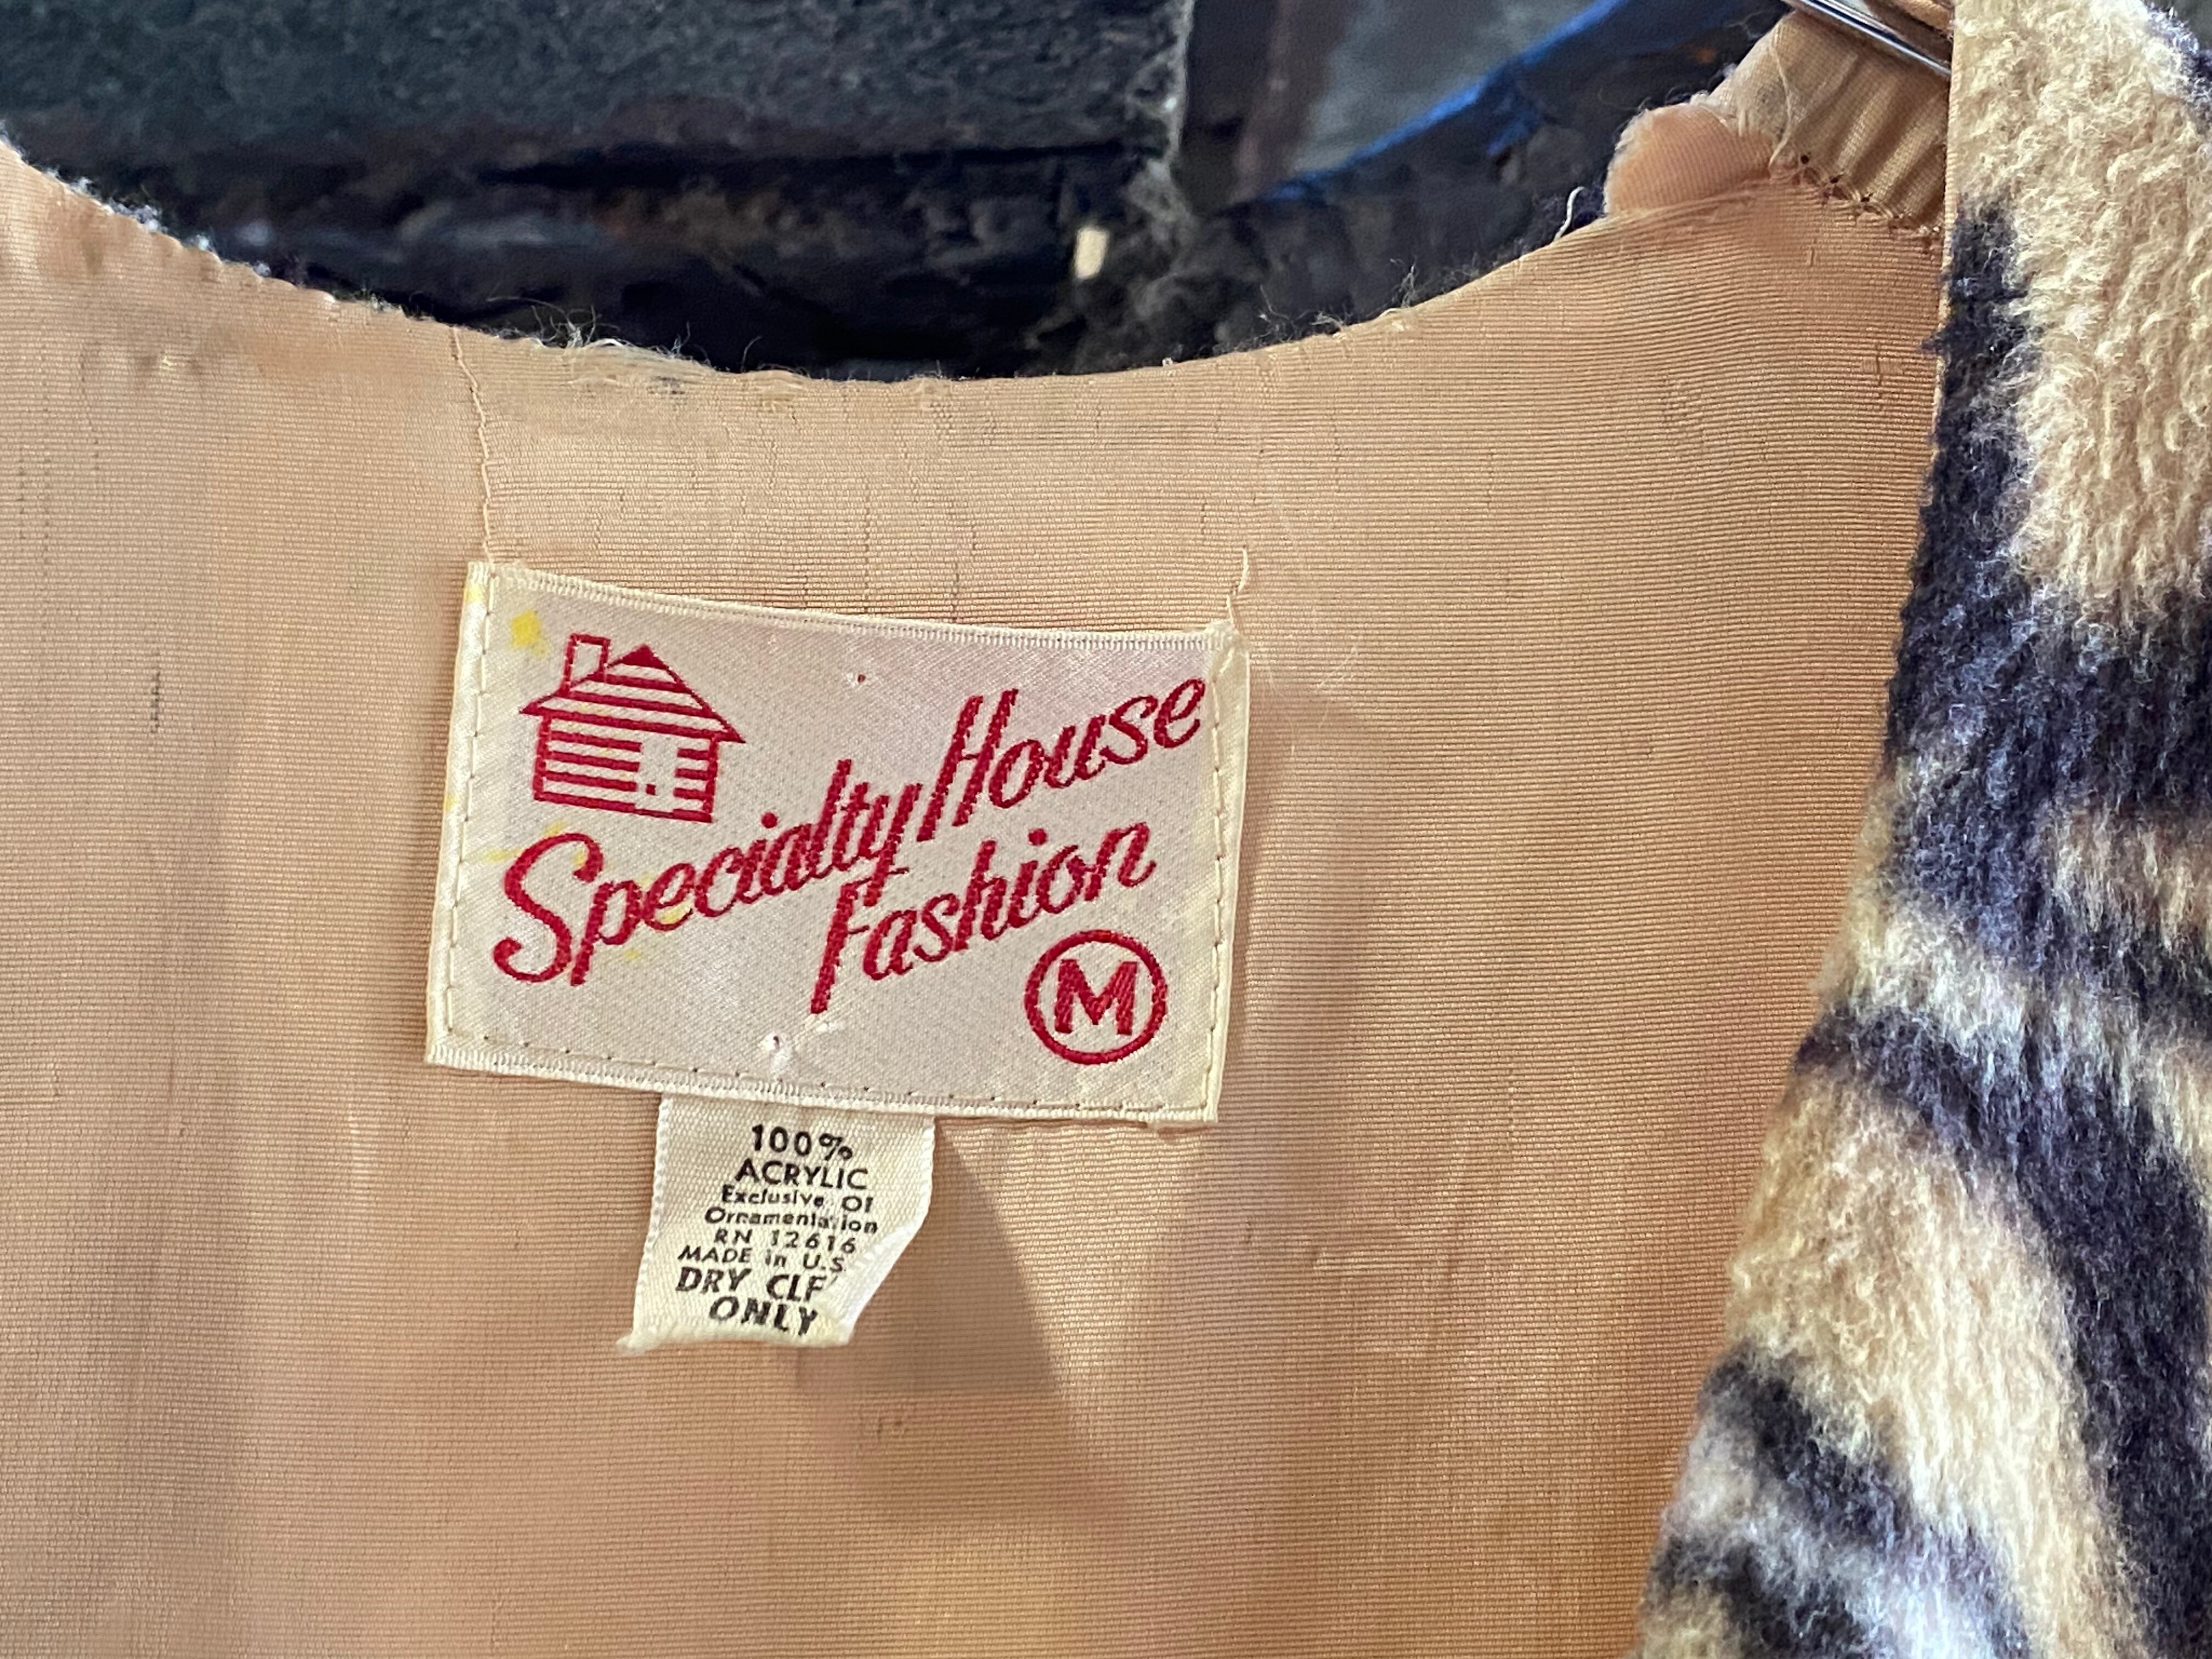 Specialty House
Fashion
M
100%
ACRYLIC
Exclusive Of
Ornamentation
RN 12616
MADE in U.S
DRY CLE
ONLY